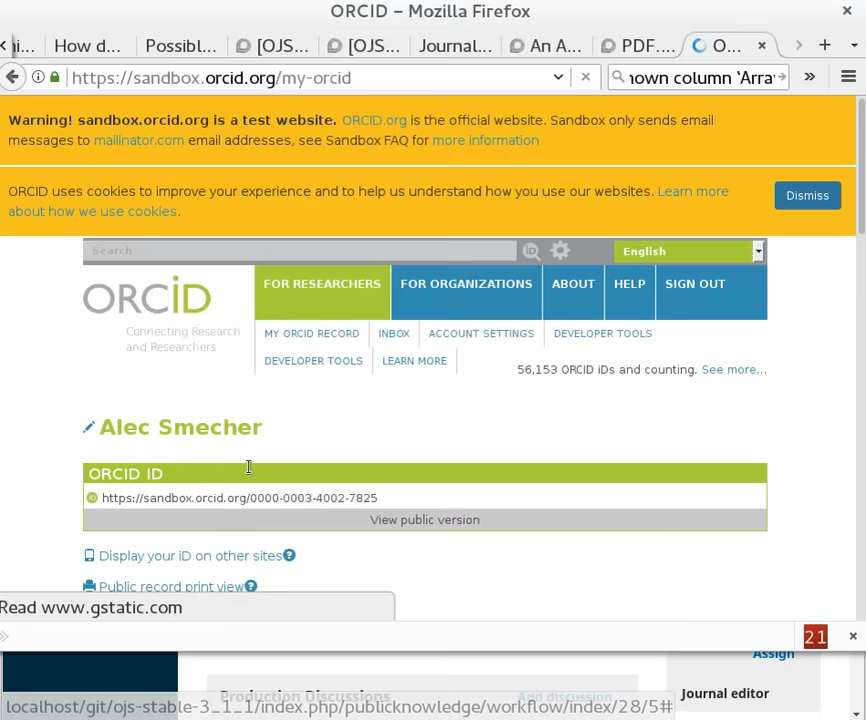 ORCID – Mozilla Firefox
ni...
How d...
Possibl...
[OJS...
[OJS...
Journal...
An A...
PDF....
O...
https://sandbox.orcid.org/my-orcid
nown column 'Arra
Warning! sandbox.orcid.org is a test website. ORCID.org is the official website. Sandbox only sends email
messages to mailinator.com email addresses, see Sandbox FAQ for more information
ORCID uses cookies to improve your experience and to help us understand how you use our websites. Learn more
about how we use cookies.
Dismiss
Search
iD
English
ORCiD
Connecting Research
and Researchers
FOR RESEARCHERS
FOR ORGANIZATIONS
ABOUT
HELP
SIGN OUT
MY ORCID RECORD
INBOX
ACCOUNT SETTINGS
DEVELOPER TOOLS
DEVELOPER TOOLS
LEARN MORE
56,153 ORCID iDs and counting. See more...
Alec Smecher
ORCID ID
https://sandbox.orcid.org/0000-0003-4002-7825
View public version
Display your iD on other sites
Public record print view
Read www.gstatic.com
21
Assign
Production Discussions
Add discussion
Journal editor
localhost/git/ojs-stable-3_1_1/index.php/publicknowledge/workflow/index/28/5#